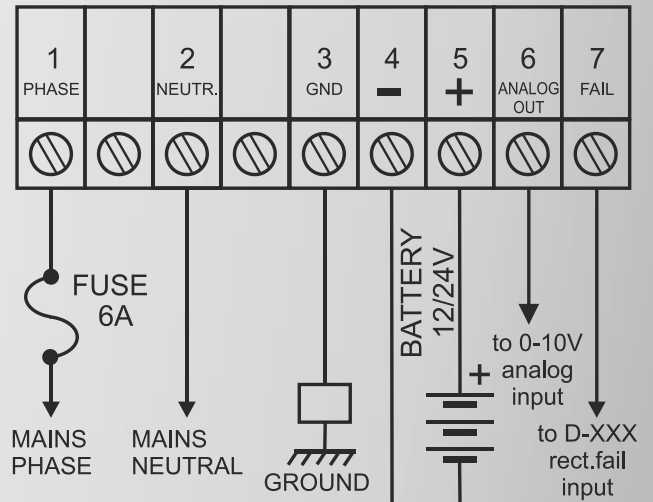 1
PHASE
2
NEUTR.
3
GND
4
-
5
+
6
ANALOG
OUT
7
FAIL
FUSE
6A
BATTERY
12/24V
+
to 0-10V
analog
input
to D-XXX
rect.fail
input
MAINS
PHASE
MAINS
NEUTRAL
GROUND